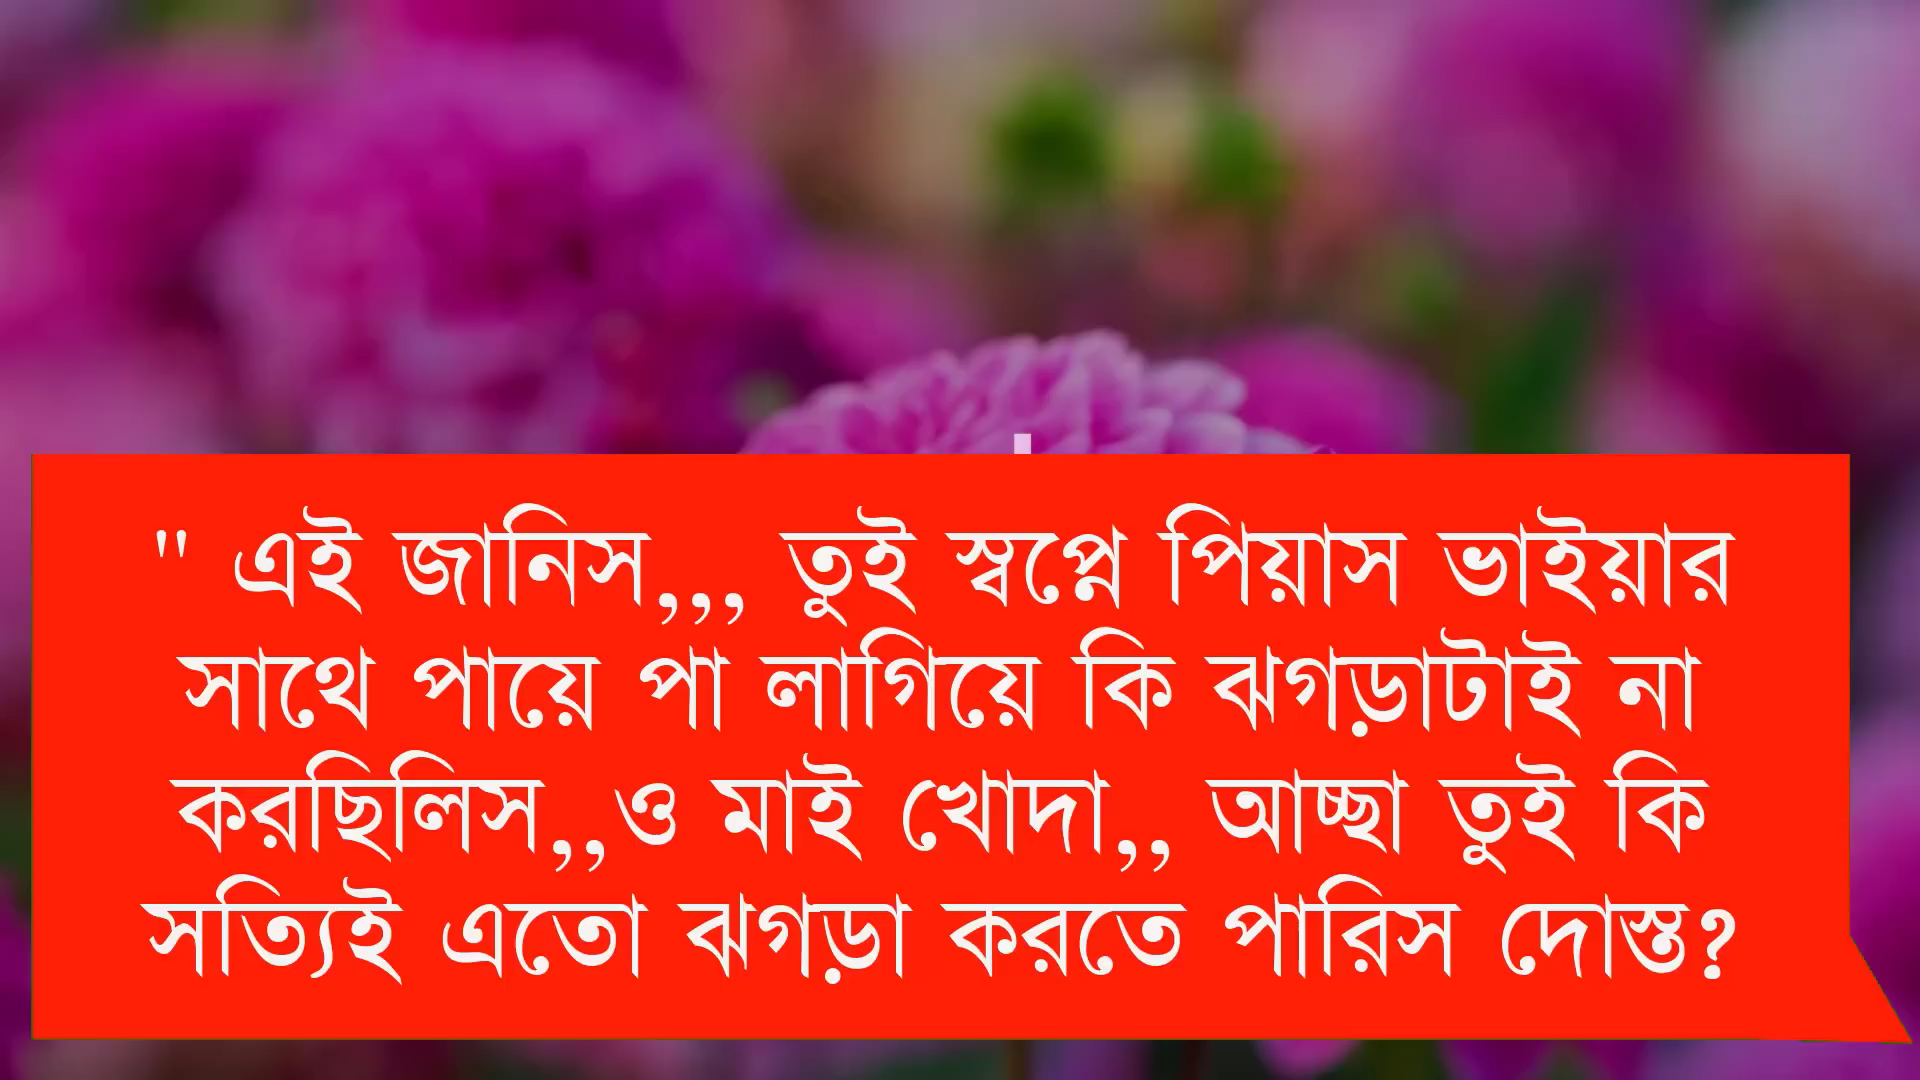 " এই জানিস,,, তুই স্বপ্নে পিয়াস ভাইয়ার
সাথে পায়ে পা লাগিয়ে কি ঝগড়াটাই না
করছিলিস,,ও মাই খোদা,, আচ্ছা তুই কি
সত্যিই এতো ঝগড়া করতে পারিস দোস্ত?